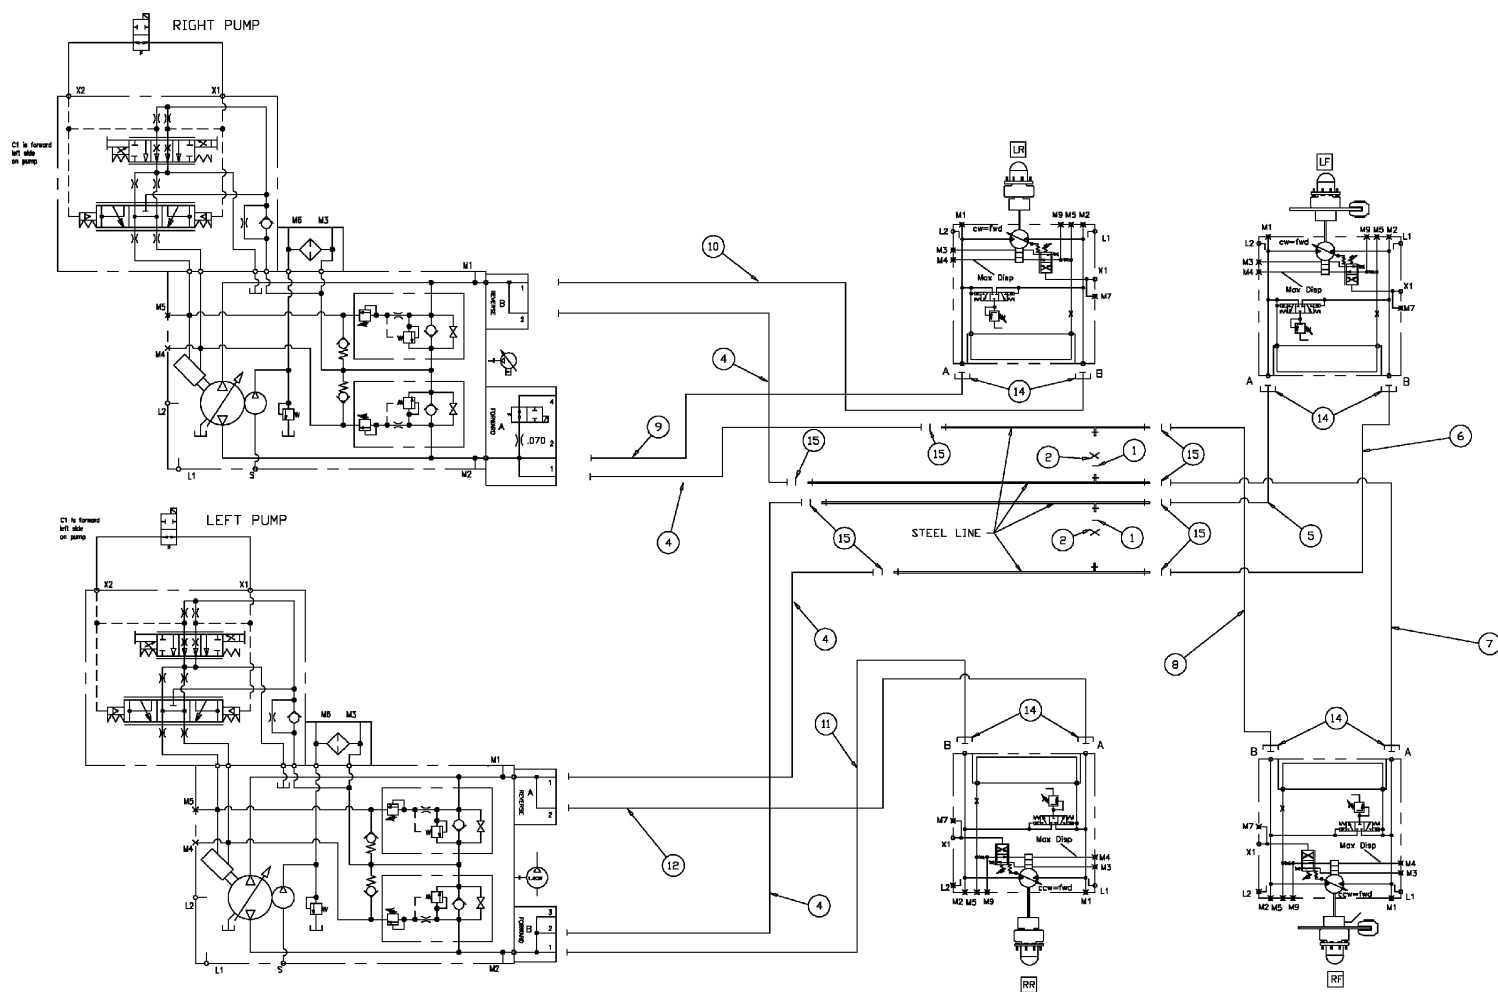 RIGHT PUMP
X2
X1
C1 is forward
left side
on pump
M6
M3
M1
M5
M4
L2
L1
S
M2
REVERSE
B
1
2
FORWARD
A
4
.070
2
1
10
4
9
4
LEFT PUMP
C1 is forward
left side
on pump
X2
X1
M6
M3
M1
M5
M4
L2
L1
S
M2
REVERSE
A
1
2
FORWARD
B
3
2
1
4
11
12
4
LR
M1
L2
cw=fwd
M9
M5
M2
L1
M3
M4
Max Disp
X1
M7
A
B
14
LF
M1
L2
cw=fwd
M9
M5
M2
L1
M3
M4
Max Disp
X1
M7
A
B
14
15
15
2
1
15
6
STEEL LINE
15
2
1
15
5
8
7
14
B
A
M7
X1
Max Disp
M4
M3
L2
ccw=fwd
L1
M2
M5
M9
M1
RR
14
B
A
M7
X1
Max Disp
M4
M3
L2
ccw=fwd
L1
M2
M5
M9
M1
RF